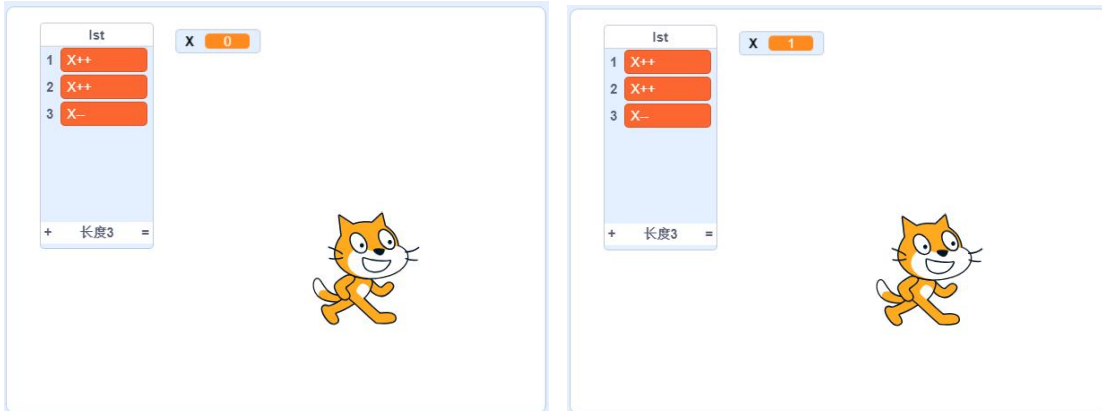 lst
X 0
1 X++
2 X++
3 X--
+ 长度3 =
lst
X 1
1 X++
2 X++
3 X--
+ 长度3 =